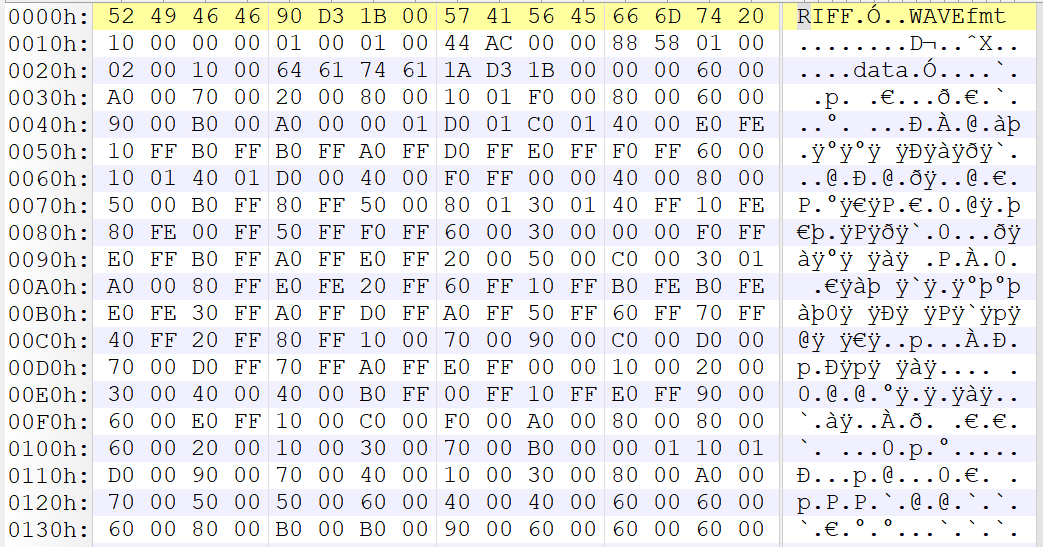 0000h: 52 49 46 46 90 D3 1B 00 57 41 56 45 66 6D 74 20 RIFF.Ó..WAVEfmt
0010h: 10 00 00 00 01 00 01 00 44 AC 00 00 88 58 01 00 ........D¬..ˆX..
0020h: 02 00 10 00 64 61 74 61 1A D3 1B 00 00 00 60 00 ....data.Ó....`.
0030h: A0 00 70 00 20 00 80 00 10 01 F0 00 80 00 60 00  .p. .€...ð.€.`.
0040h: 90 00 B0 00 A0 00 00 01 D0 01 C0 01 40 00 E0 FE ..°. ...Ð.À.@.àþ
0050h: 10 FF B0 FF B0 FF A0 FF D0 FF E0 FF F0 FF 60 00 .ÿ°ÿ°ÿ ÿÐÿàÿðÿ`.
0060h: 10 01 40 01 D0 00 40 00 F0 FF 00 00 40 00 80 00 ..@.Ð.@.ðÿ..@.€.
0070h: 50 00 B0 FF 80 FF 50 00 80 01 30 01 40 FF 10 FE P.°ÿ€ÿP.€.0.@ÿ.þ
0080h: 80 FE 00 FF 50 FF F0 FF 60 00 30 00 00 00 F0 FF €þ.ÿPÿðÿ`.0...ðÿ
0090h: E0 FF B0 FF A0 FF E0 FF 20 00 50 00 C0 00 30 01 àÿ°ÿ ÿàÿ .P.À.0.
00A0h: A0 00 80 FF E0 FE 20 FF 60 FF 10 FF B0 FE B0 FE  .€ÿàþ ÿ`ÿ.ÿ°þ°þ
00B0h: E0 FE 30 FF A0 FF D0 FF A0 FF 50 FF 60 FF 70 FF àþ0ÿ ÿÐÿ ÿPÿ`ÿpÿ
00C0h: 40 FF 20 FF 80 FF 10 00 70 00 90 00 C0 00 D0 00 @ÿ ÿ€ÿ..p...À.Ð.
00D0h: 70 00 D0 FF 70 FF A0 FF E0 FF 00 00 10 00 20 00 p.Ðÿpÿ ÿàÿ.... .
00E0h: 30 00 40 00 40 00 B0 FF 00 FF 10 FF E0 FF 90 00 0.@.@.°ÿ.ÿ.ÿàÿ..
00F0h: 60 00 E0 FF 10 00 C0 00 F0 00 A0 00 80 00 80 00 `.àÿ..À.ð. .€.€.
0100h: 60 00 20 00 10 00 30 00 70 00 B0 00 00 01 10 01 `. ...0.p.°.....
0110h: D0 00 90 00 70 00 40 00 10 00 30 00 80 00 A0 00 Ð...p.@...0.€. .
0120h: 70 00 50 00 50 00 60 00 40 00 40 00 60 00 60 00 p.P.P.`.@.@.`.`.
0130h: 60 00 80 00 B0 00 B0 00 90 00 60 00 60 00 60 00 `.€.°.°...`.`.`.